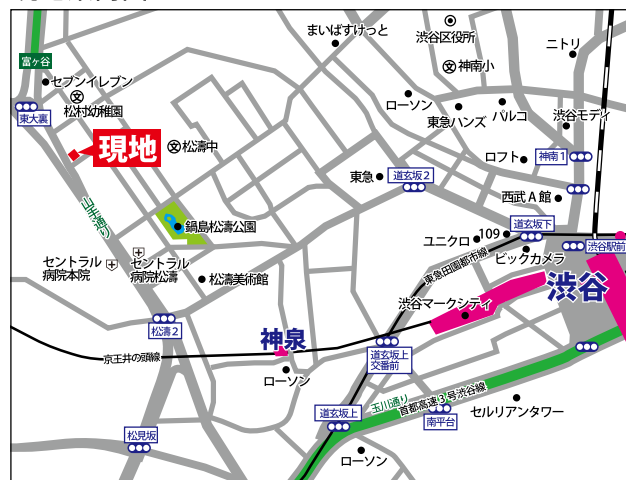 まいばすけっと
渋谷区役所
神南小
ニトリ
富ヶ谷
セブンイレブン
文
松村幼稚園
東大裏
現地
文
松濤中
文
ローソン
東急ハンズ
パルコ
渋谷モディ
ロフト
神南1
東急
道玄坂2
西武A館
山手通り
鍋島松濤公園
ユニクロ
109
道玄坂下
ビックカメラ
渋谷駅前
セントラル
病院本院
セントラル
病院松濤
松濤美術館
東急田園都市線
渋谷マークシティ
渋谷
松濤2
神泉
京王井の頭線
道玄坂上
交番前
ローソン
玉川通り
首都高速3号渋谷線
道玄坂上
南平台
セルリアンタワー
松見坂
ローソン